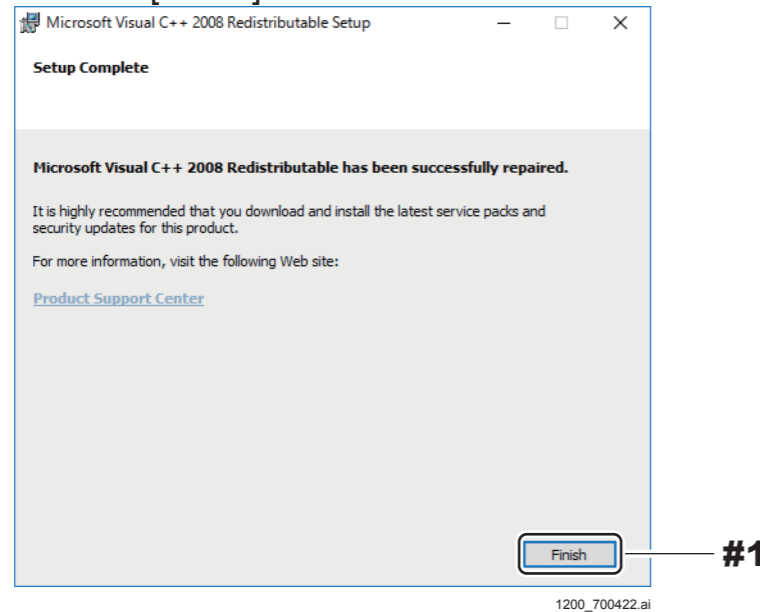 Microsoft Visual C++ 2008 Redistributable Setup
Setup Complete
Microsoft Visual C++ 2008 Redistributable has been successfully repaired.
It is highly recommended that you download and install the latest service packs and
security updates for this product.
For more information, visit the following Web site:
Product Support Center
Finish
#1
1200_700422.ai